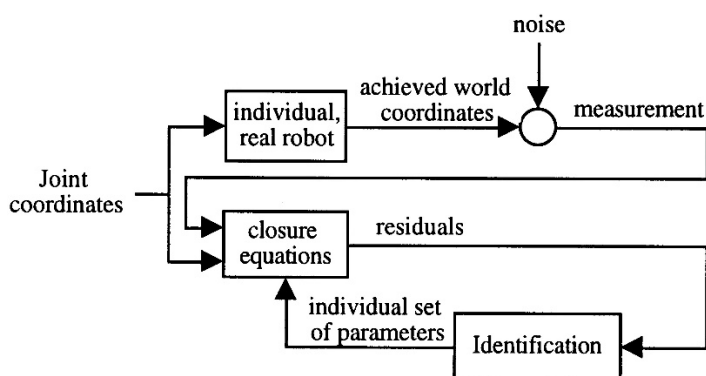 noise
achieved world
coordinates
measurement
individual,
real robot
Joint
coordinates
closure
equations
residuals
individual set
of parameters
Identification